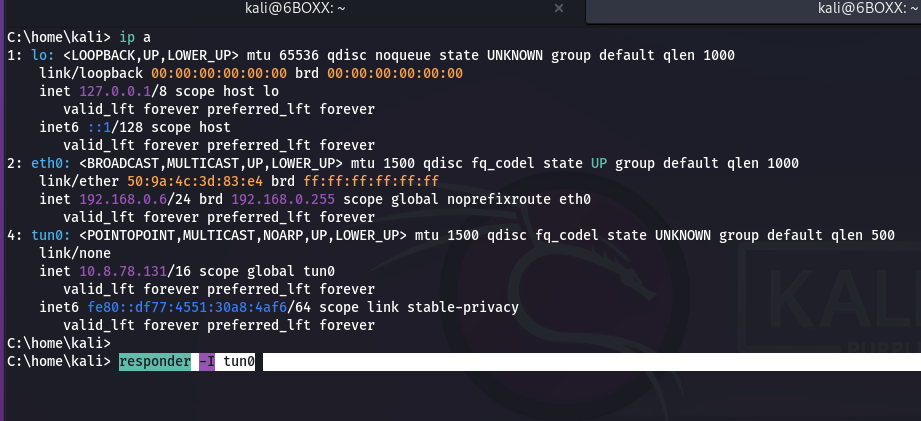 kali@6BOXX: ~ × kali@6BOXX: ~
C:\home\kali> ip a
1: lo: <LOOPBACK,UP,LOWER_UP> mtu 65536 qdisc noqueue state UNKNOWN group default qlen 1000
    link/loopback 00:00:00:00:00:00 brd 00:00:00:00:00:00
    inet 127.0.0.1/8 scope host lo
       valid_lft forever preferred_lft forever
    inet6 ::1/128 scope host
       valid_lft forever preferred_lft forever
2: eth0: <BROADCAST,MULTICAST,UP,LOWER_UP> mtu 1500 qdisc fq_codel state UP group default qlen 1000
    link/ether 50:9a:4c:3d:83:e4 brd ff:ff:ff:ff:ff:ff
    inet 192.168.0.6/24 brd 192.168.0.255 scope global noprefixroute eth0
       valid_lft forever preferred_lft forever
4: tun0: <POINTOPOINT,MULTICAST,NOARP,UP,LOWER_UP> mtu 1500 qdisc fq_codel state UNKNOWN group default qlen 500
    link/none
    inet 10.8.78.131/16 scope global tun0
       valid_lft forever preferred_lft forever
    inet6 fe80::df77:4551:30a8:4af6/64 scope link stable-privacy
       valid_lft forever preferred_lft forever
C:\home\kali>
C:\home\kali> responder -I tun0
KALI